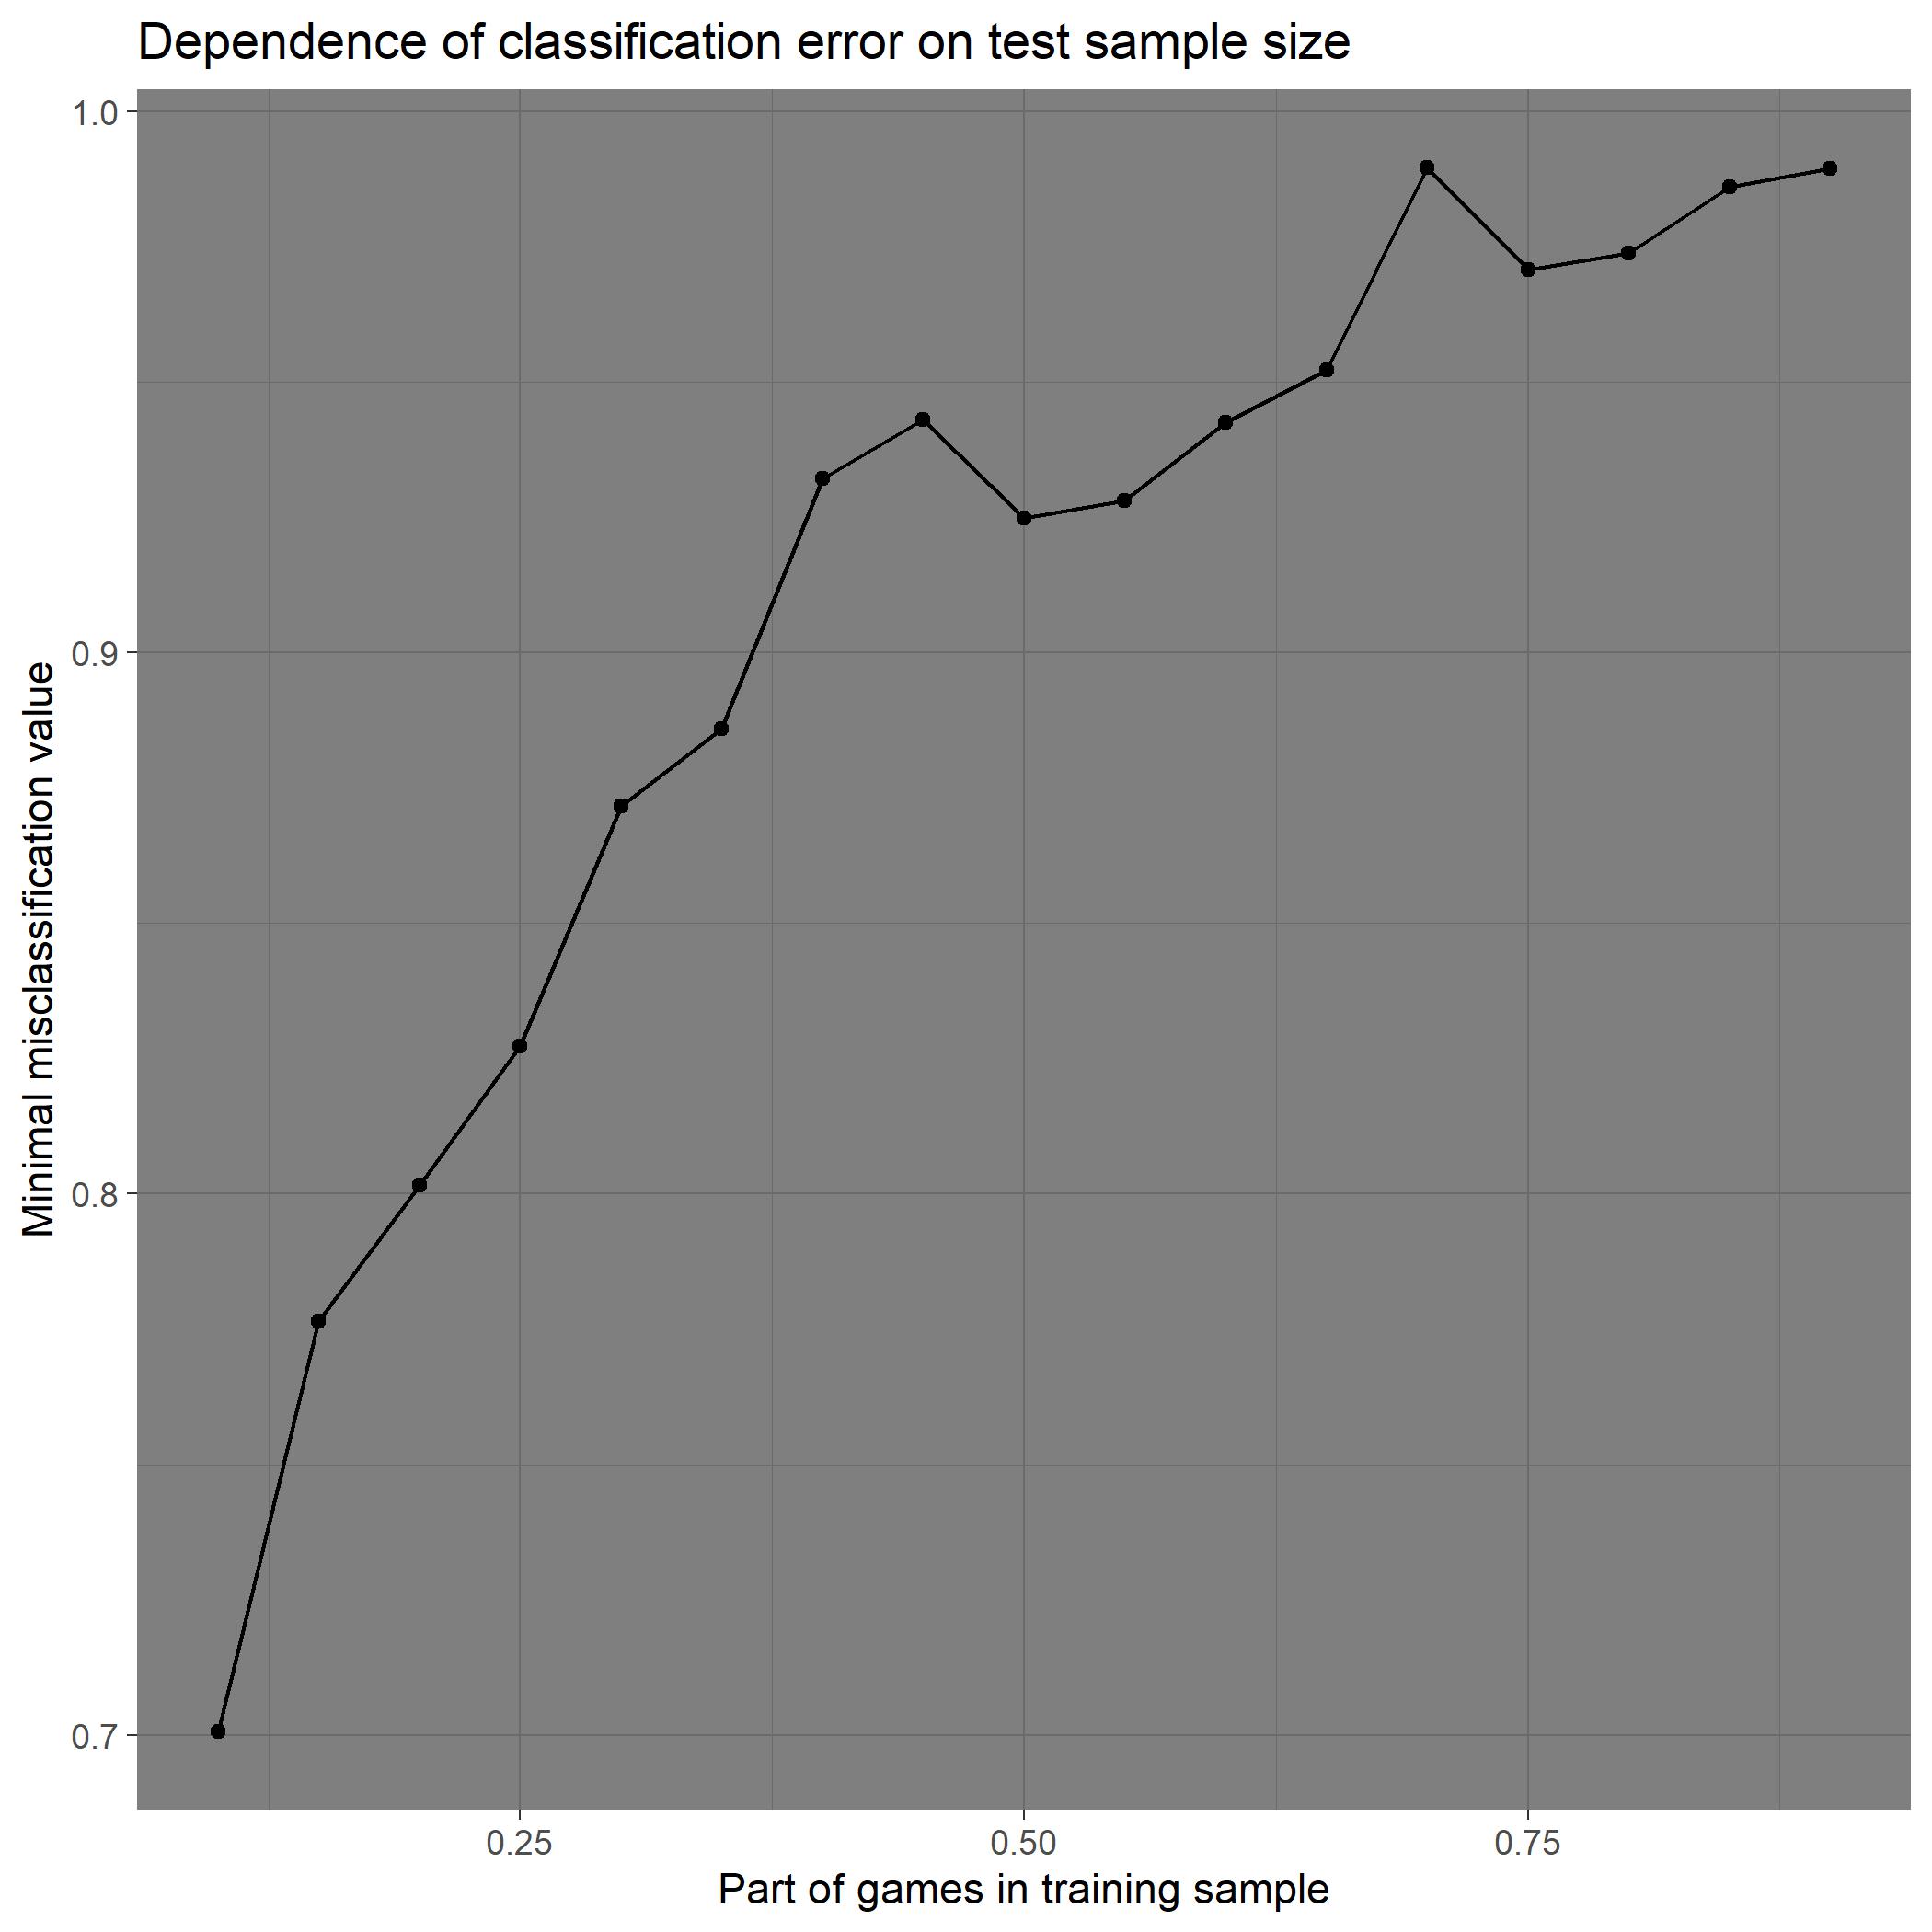 Dependence of classification error on test sample size
1.0
0.9
0.8
0.7
Minimal misclassification value
0.25 0.50 0.75
Part of games in training sample